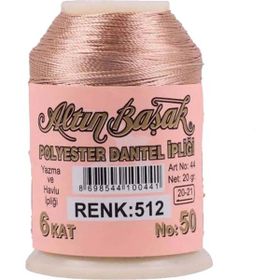 Altın Başak
POLYESTER DANTEL İPLİĞİ
Yazma
ve
Havlu
İpliği
8698544100441
Art No: 44
Net: 20 gr
20-21
RENK:512
6 KAT
No: 50